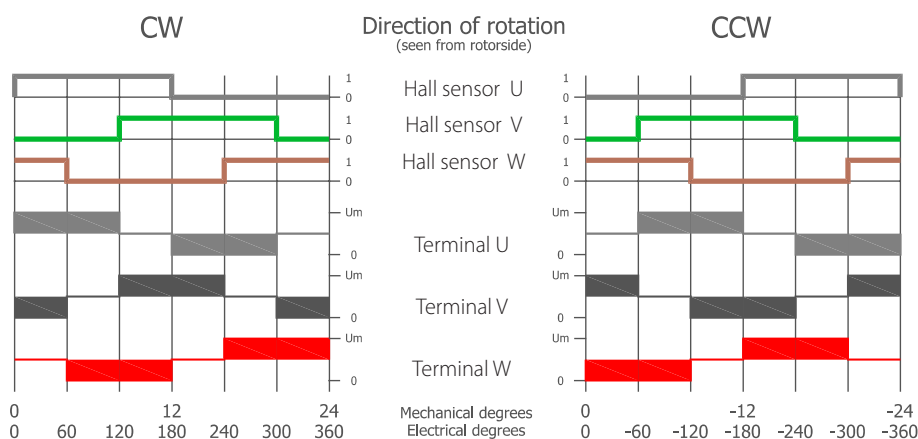 CW Direction of rotation CCW
(seen from rotorside)
1 Hall sensor U 1
0 0
1 Hall sensor V 1
0 0
1 Hall sensor W 1
0 0
Um Um
0 Terminal U 0
Um Um
0 Terminal V 0
Um Um
0 Terminal W 0
0 12 24 Mechanical degrees 0 -12 -24
0 60 120 180 240 300 360 Electrical degrees 0 -60 -120 -180 -240 -300 -360